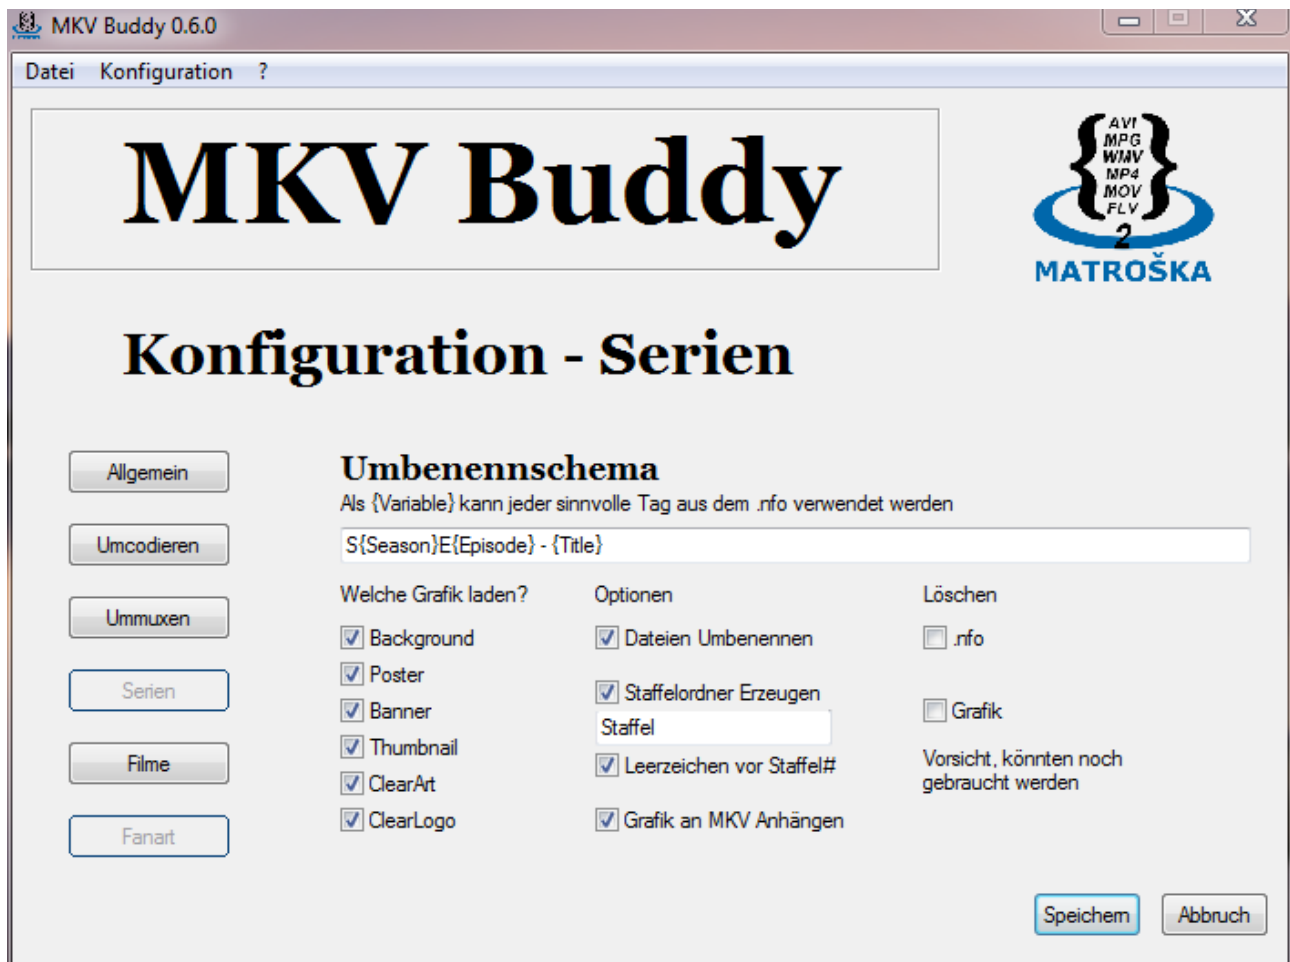 MKV Buddy 0.6.0
Datei Konfiguration ?
MKV Buddy
AVI
MPG
WMV
MP4
MOV
FLV
2
MATROŠKA
Konfiguration - Serien
Allgemein
Umcodieren
Ummuxen
Serien
Filme
Fanart
Umbenennschema
Als {Variable} kann jeder sinnvolle Tag aus dem .nfo verwendet werden
S{Season}E{Episode} - {Title}
Welche Grafik laden?
Background
Poster
Banner
Thumbnail
ClearArt
ClearLogo
Optionen
Dateien Umbenennen
Staffelordner Erzeugen
Staffel
Leerzeichen vor Staffel#
Grafik an MKV Anhängen
Löschen
.nfo
Grafik
Vorsicht, könnten noch
gebraucht werden
Speichern
Abbruch